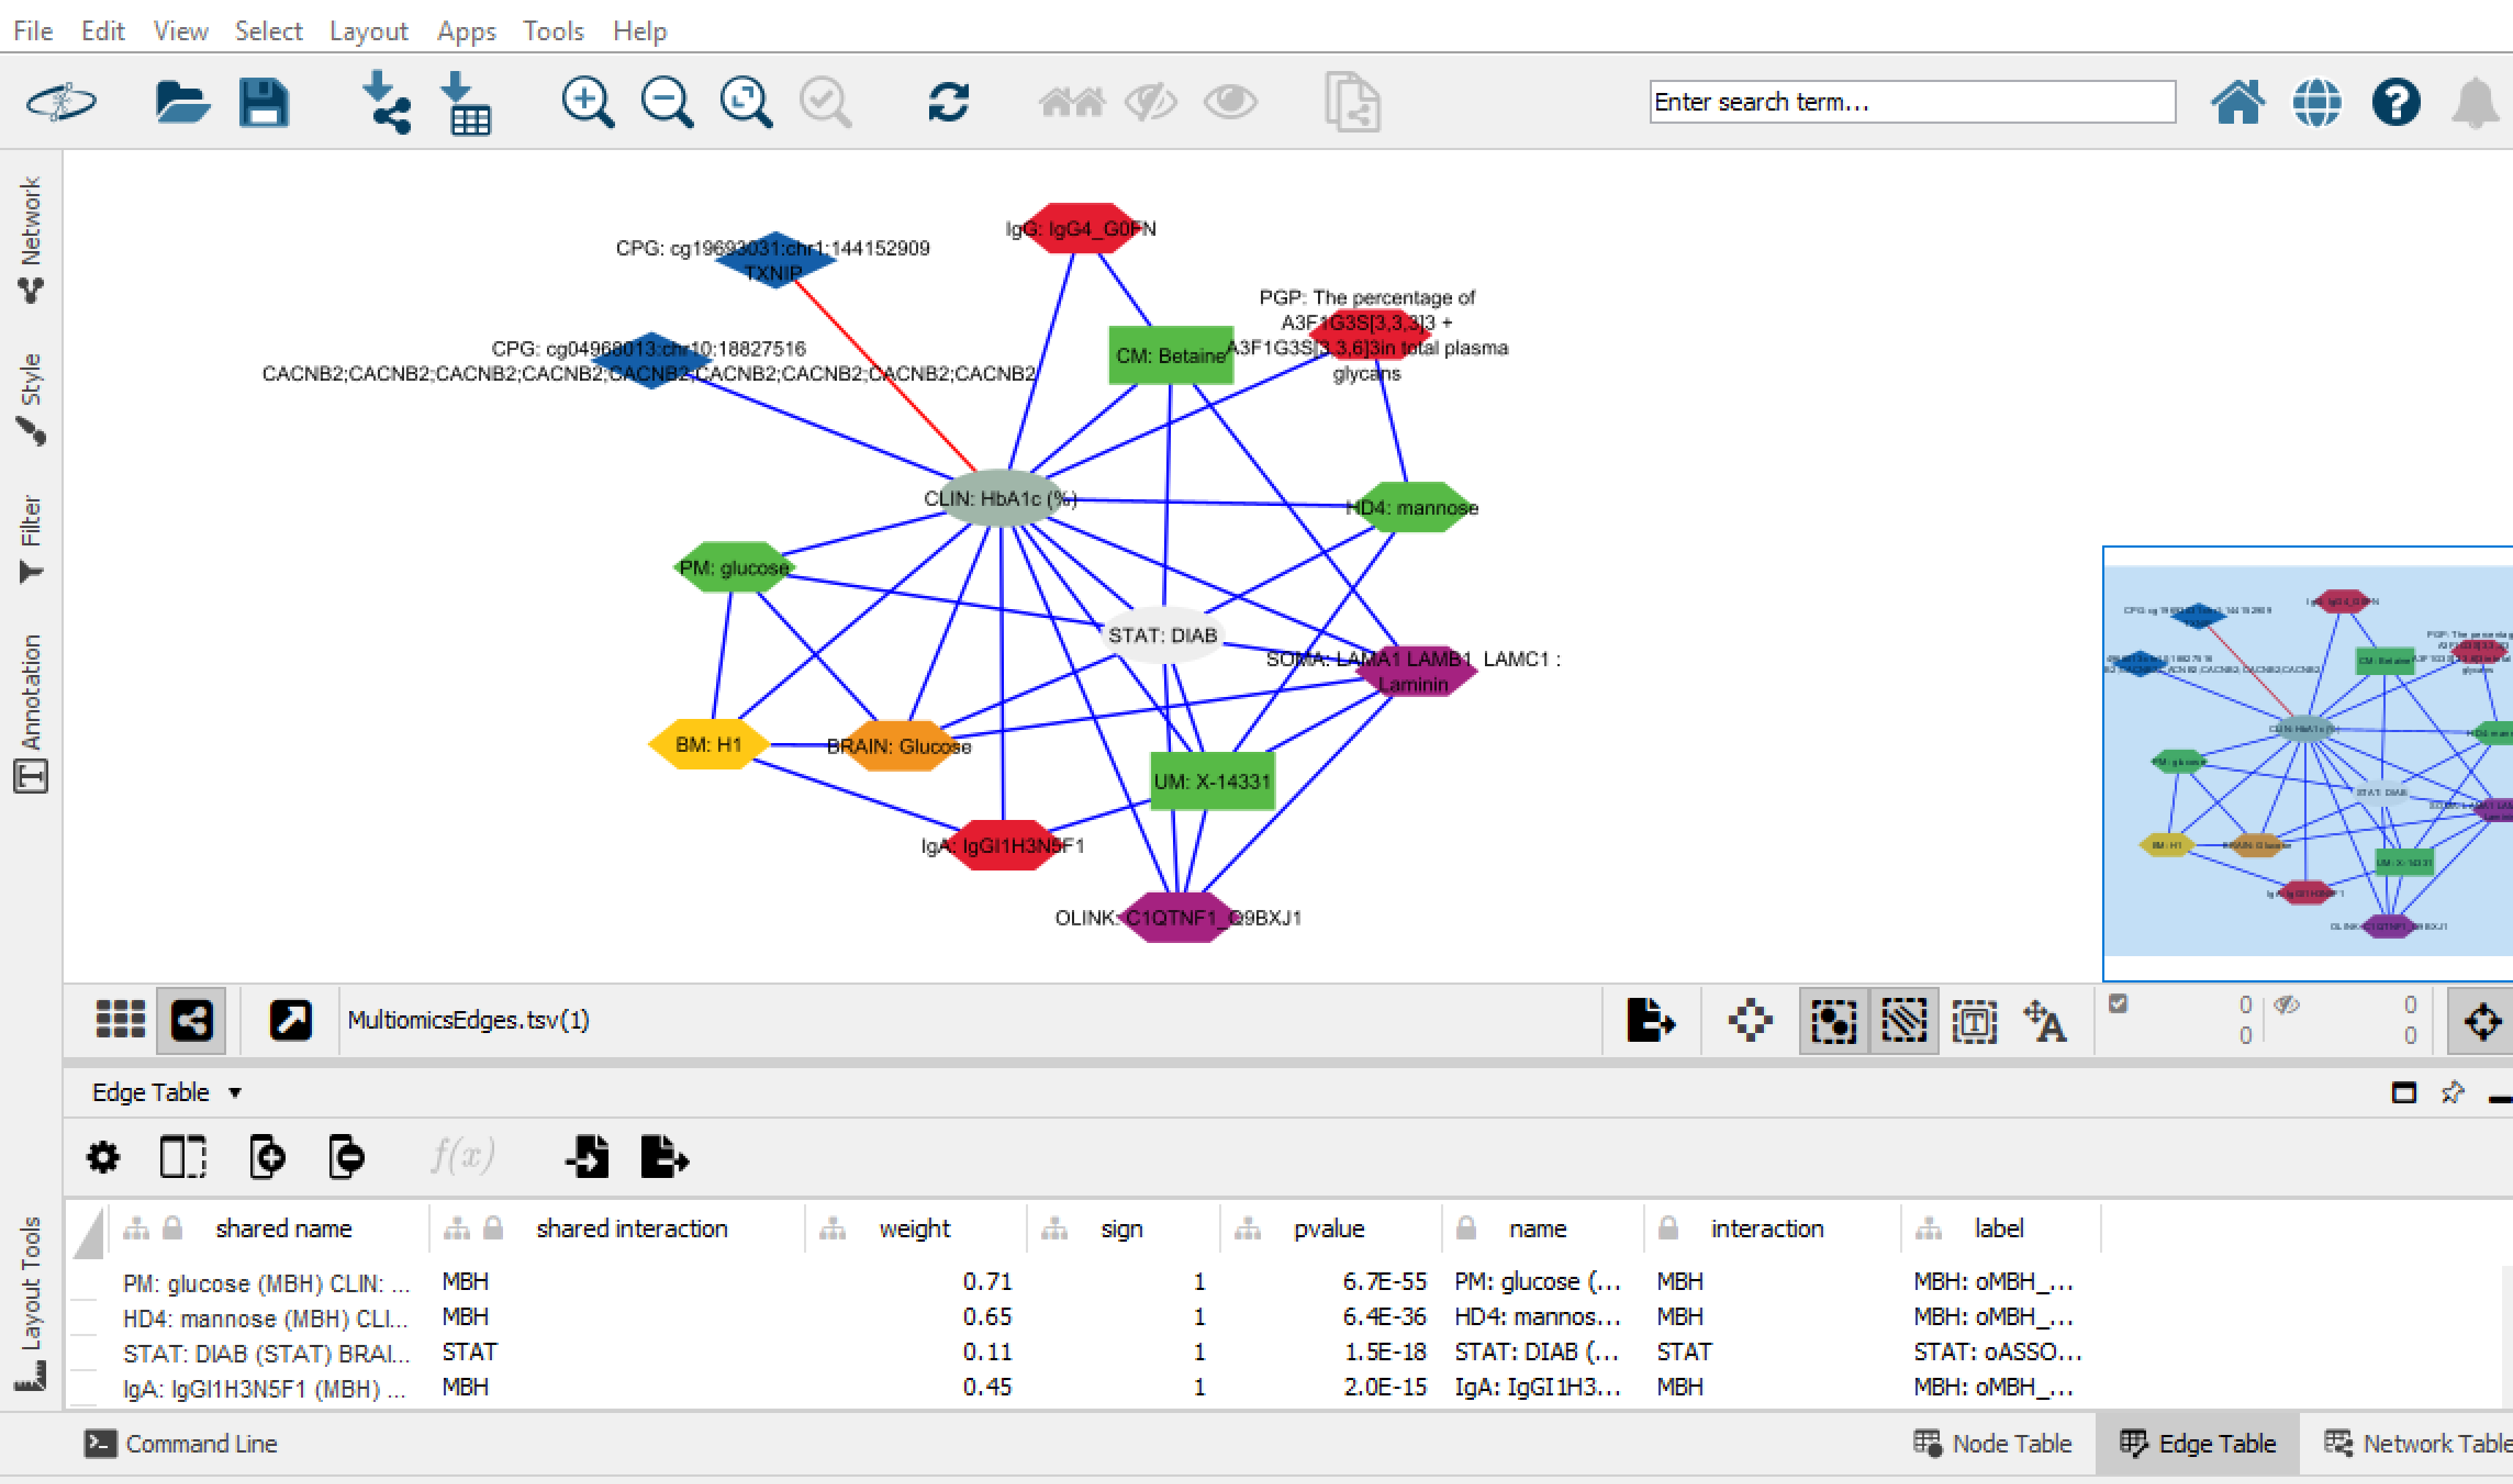 File Edit View Select Layout Apps Tools Help
Enter search term...
Network
Style
Filter
Annotation
Layout Tools
IgG: IgG4_G0FN
CPG: cg19693031:chr1:144152909
TXNIP
PGP: The percentage of
A3F1G3S[3,3,3]3 +
A3F1G3S[3,3,6]3in total plasma
glycans
CM: Betaine
CPG: cg04968013:chr10:18827516
CACNB2;CACNB2;CACNB2;CACNB2;CACNB2;CACNB2;CACNB2;CACNB2;CACNB2
CLIN: HbA1c (%)
HD4: mannose
PM: glucose
STAT: DIAB
SOMA: LAMA1 LAMB1 LAMC1 :
Laminin
BM: H1
BRAIN: Glucose
UM: X-14331
IgA: IgGI1H3N5F1
OLINK: C1QTNF1_Q9BXJ1
MultiomicsEdges.tsv(1)
0 0
0 0
Edge Table
f(x)
shared name shared interaction weight sign pvalue name interaction label
PM: glucose (MBH) CLIN: ... MBH 0.71 1 6.7E-55 PM: glucose (... MBH MBH: oMBH_...
HD4: mannose (MBH) CLI... MBH 0.65 1 6.4E-36 HD4: mannos... MBH MBH: oMBH_...
STAT: DIAB (STAT) BRAI... STAT 0.11 1 1.5E-18 STAT: DIAB (... STAT STAT: oASSO...
IgA: IgGI1H3N5F1 (MBH) ... MBH 0.45 1 2.0E-15 IgA: IgGI1H3... MBH MBH: oMBH_...
Command Line Node Table Edge Table Network Table